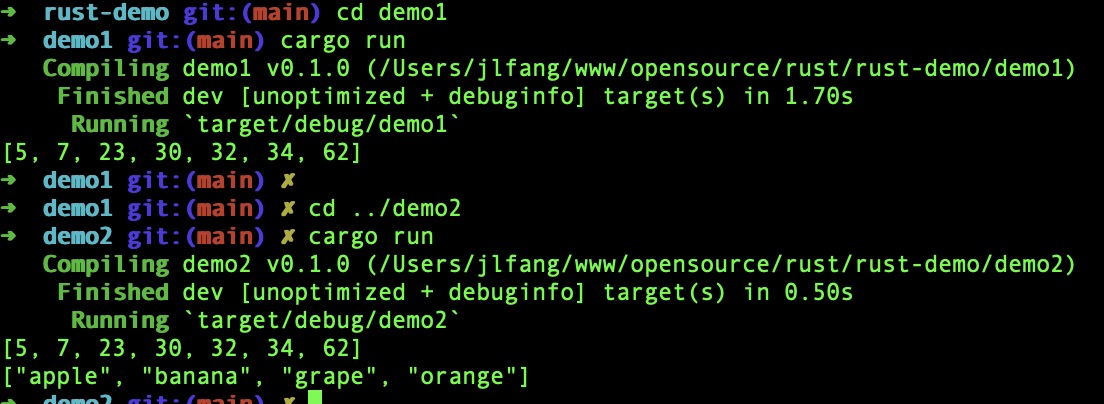 ➜  rust-demo git:(main) cd demo1
➜  demo1 git:(main) cargo run
   Compiling demo1 v0.1.0 (/Users/jlfang/www/opensource/rust/rust-demo/demo1)
    Finished dev [unoptimized + debuginfo] target(s) in 1.70s
     Running `target/debug/demo1`
[5, 7, 23, 30, 32, 34, 62]
➜  demo1 git:(main) ✗
➜  demo1 git:(main) ✗ cd ../demo2
➜  demo2 git:(main) ✗ cargo run
   Compiling demo2 v0.1.0 (/Users/jlfang/www/opensource/rust/rust-demo/demo2)
    Finished dev [unoptimized + debuginfo] target(s) in 0.50s
     Running `target/debug/demo2`
[5, 7, 23, 30, 32, 34, 62]
["apple", "banana", "grape", "orange"]
➜  demo2 git:(main) ✗